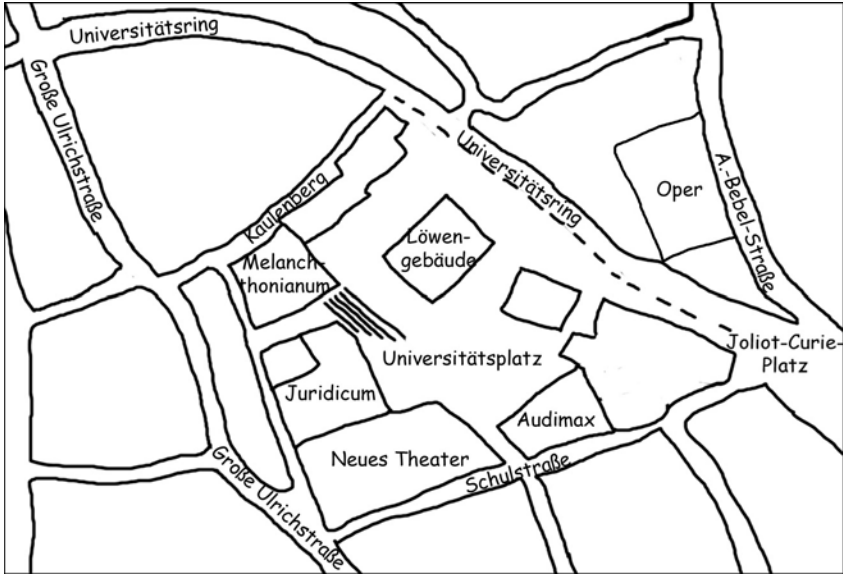 Universitätsring
Große Ulrichstraße
Universitätsring
A.-Bebel-Straße
Oper
Kaulenberg
Löwen-
gebäude
Melanch-
thonianum
Universitätsplatz
Joliot-Curie-
Platz
Juridicum
Audimax
Neues Theater
Schulstraße
Große Ulrichstraße